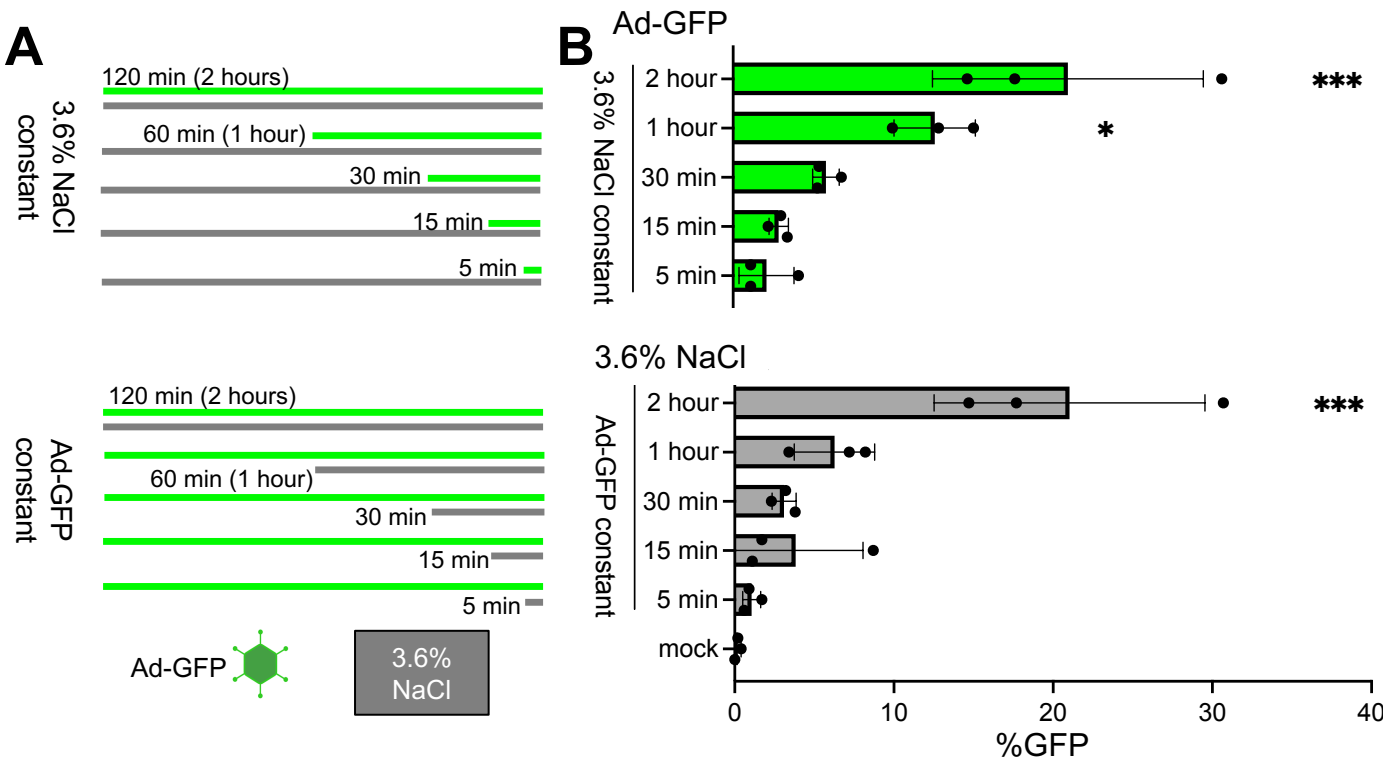 A
120 min (2 hours)
60 min (1 hour)
30 min
15 min
5 min
3.6% NaCl
constant
120 min (2 hours)
60 min (1 hour)
30 min
15 min
5 min
Ad-GFP
constant
Ad-GFP
3.6%
NaCl
B
Ad-GFP
3.6% NaCl constant
2 hour
***
1 hour
*
30 min
15 min
5 min
3.6% NaCl
Ad-GFP constant
2 hour
***
1 hour
30 min
15 min
5 min
mock
0 10 20 30 40
%GFP